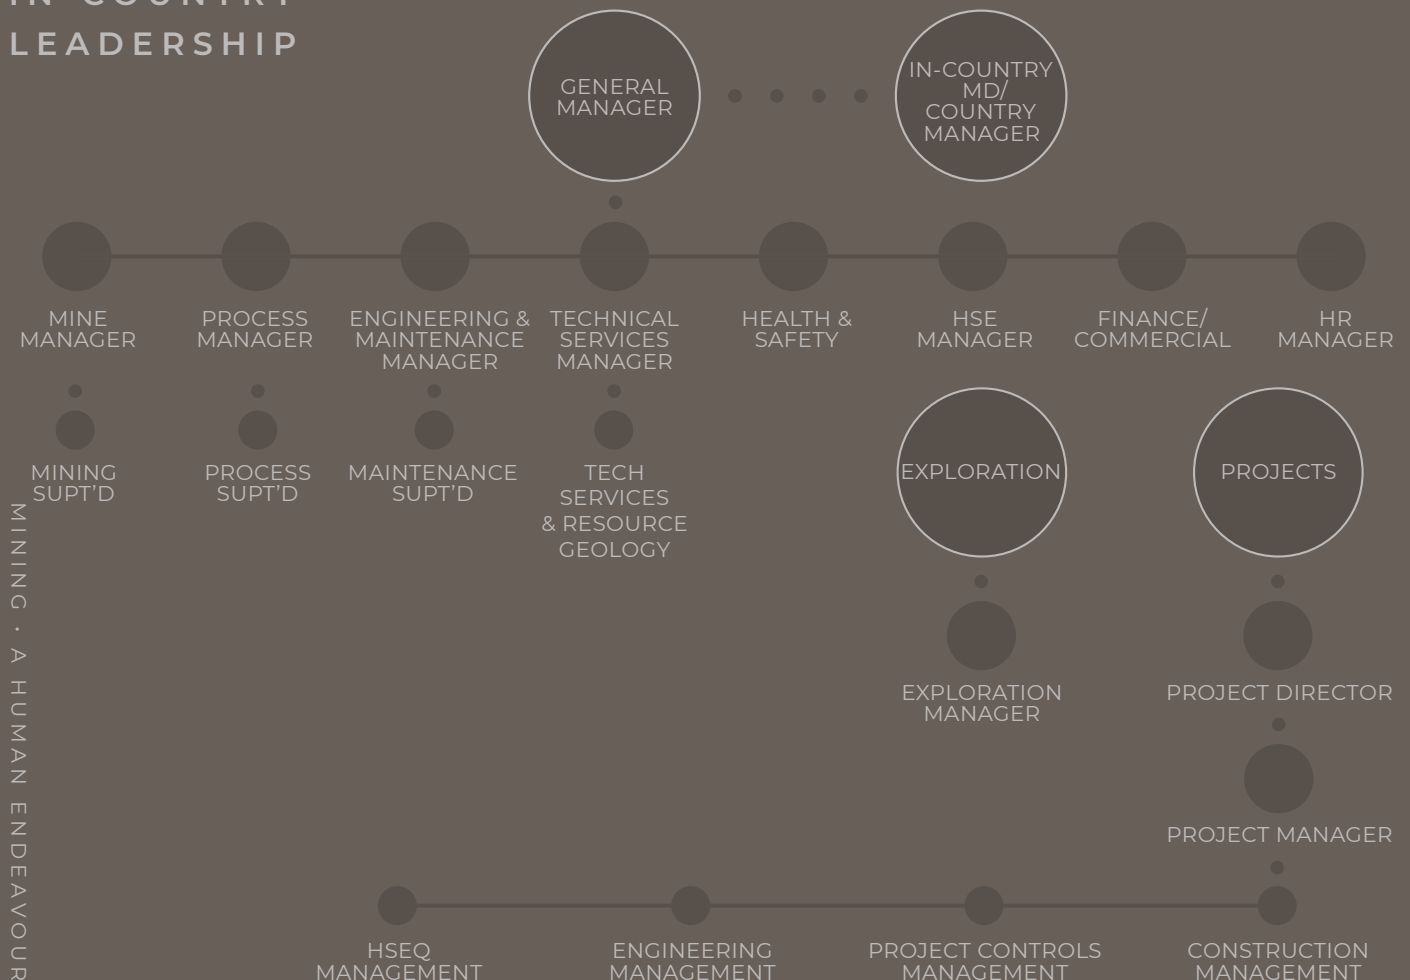 IN-COUNTRY
LEADERSHIP
GENERAL
MANAGER
IN-COUNTRY
MD/
COUNTRY
MANAGER
MINE
MANAGER
PROCESS
MANAGER
ENGINEERING &
MAINTENANCE
MANAGER
TECHNICAL
SERVICES
MANAGER
HEALTH &
SAFETY
HSE
MANAGER
FINANCE/
COMMERCIAL
HR
MANAGER
MINING
SUPT'D
PROCESS
SUPT'D
MAINTENANCE
SUPT'D
TECH
SERVICES
& RESOURCE
GEOLOGY
EXPLORATION
PROJECTS
EXPLORATION
MANAGER
PROJECT DIRECTOR
PROJECT MANAGER
HSEQ
MANAGEMENT
ENGINEERING
MANAGEMENT
PROJECT CONTROLS
MANAGEMENT
CONSTRUCTION
MANAGEMENT
MINING • A HUMAN ENDEAVOUR